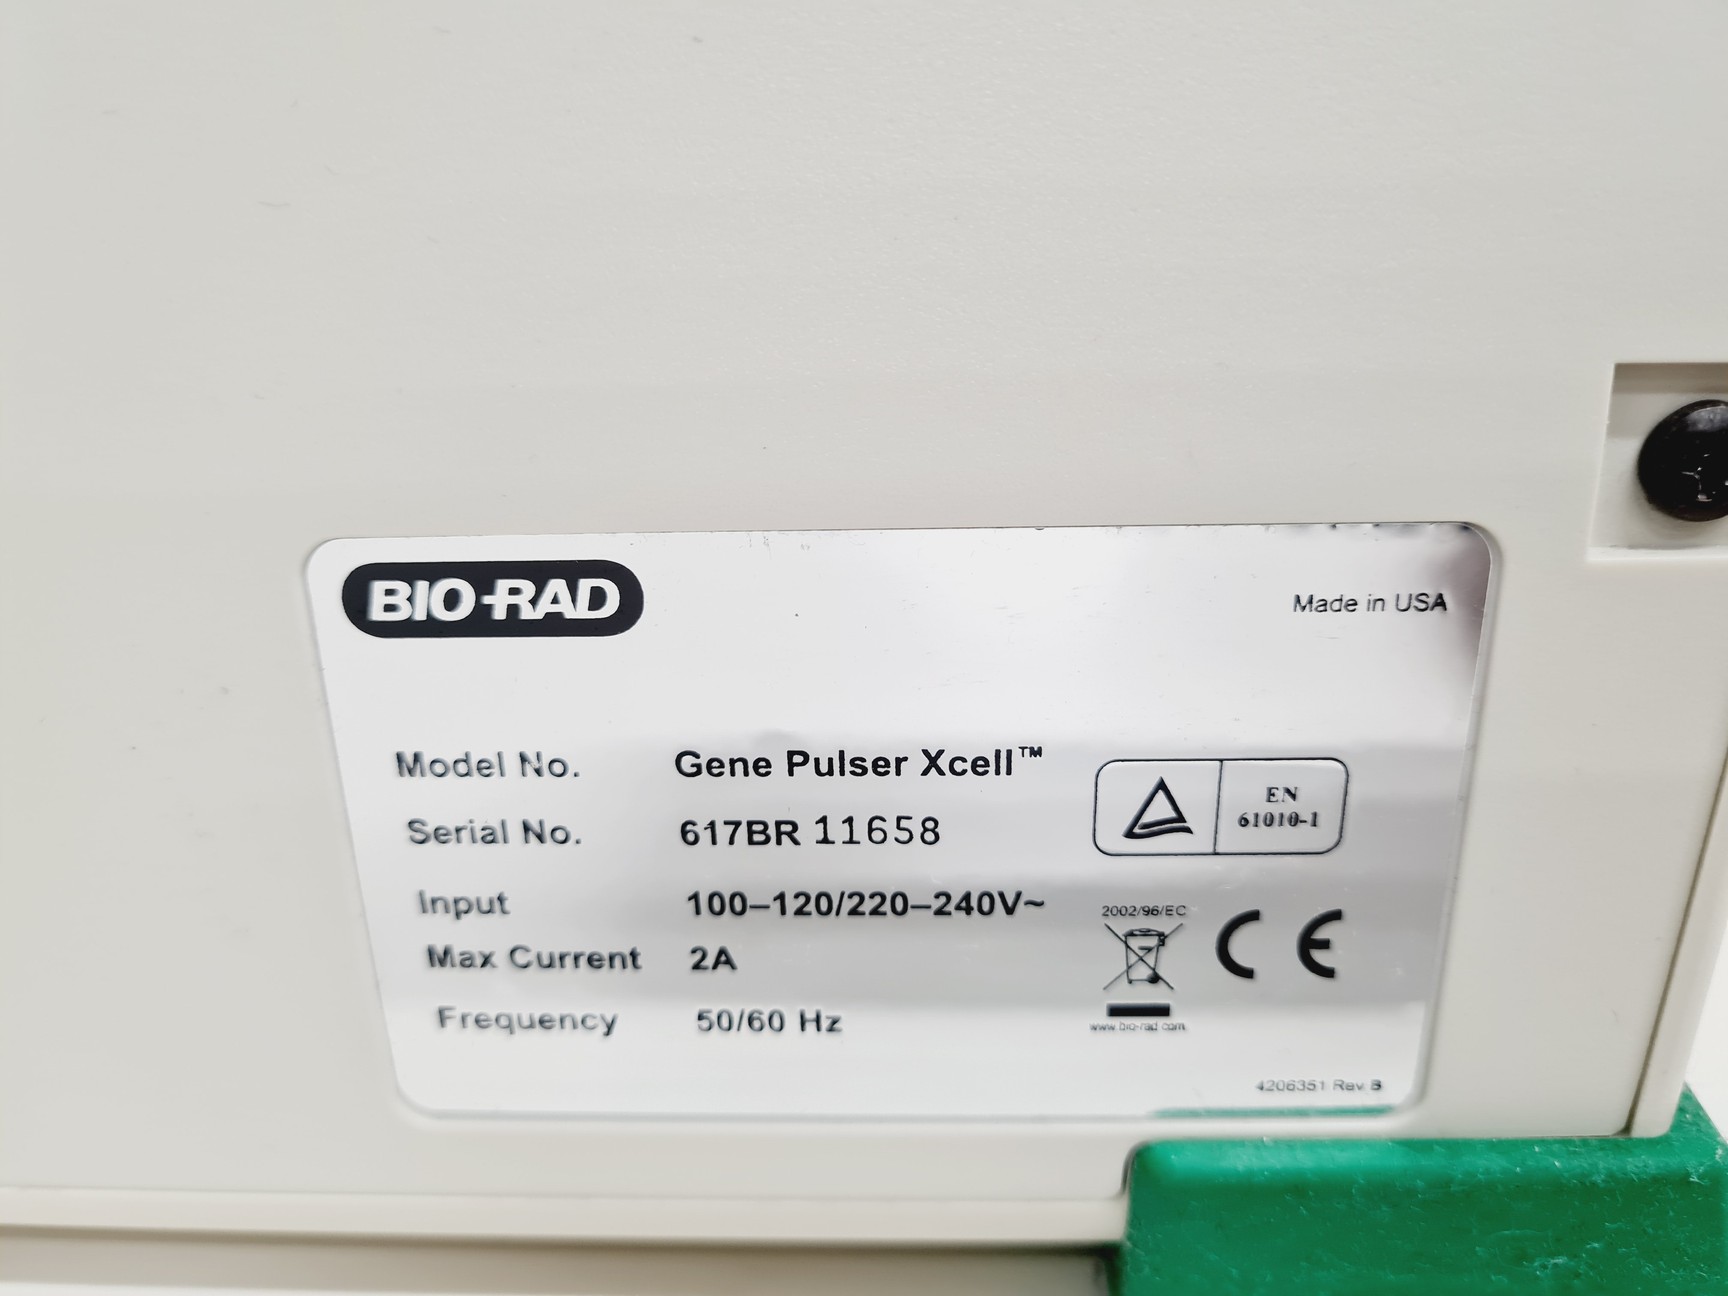 BIO-RAD
Made in USA
Model No. Gene Pulser Xcell™
Serial No. 617BR 11658
EN
61010-1
Input 100–120/220–240V~
Max Current 2A
Frequency 50/60 Hz
2002/96/EC
CE
www.bio-rad.com
4206351 Rev B